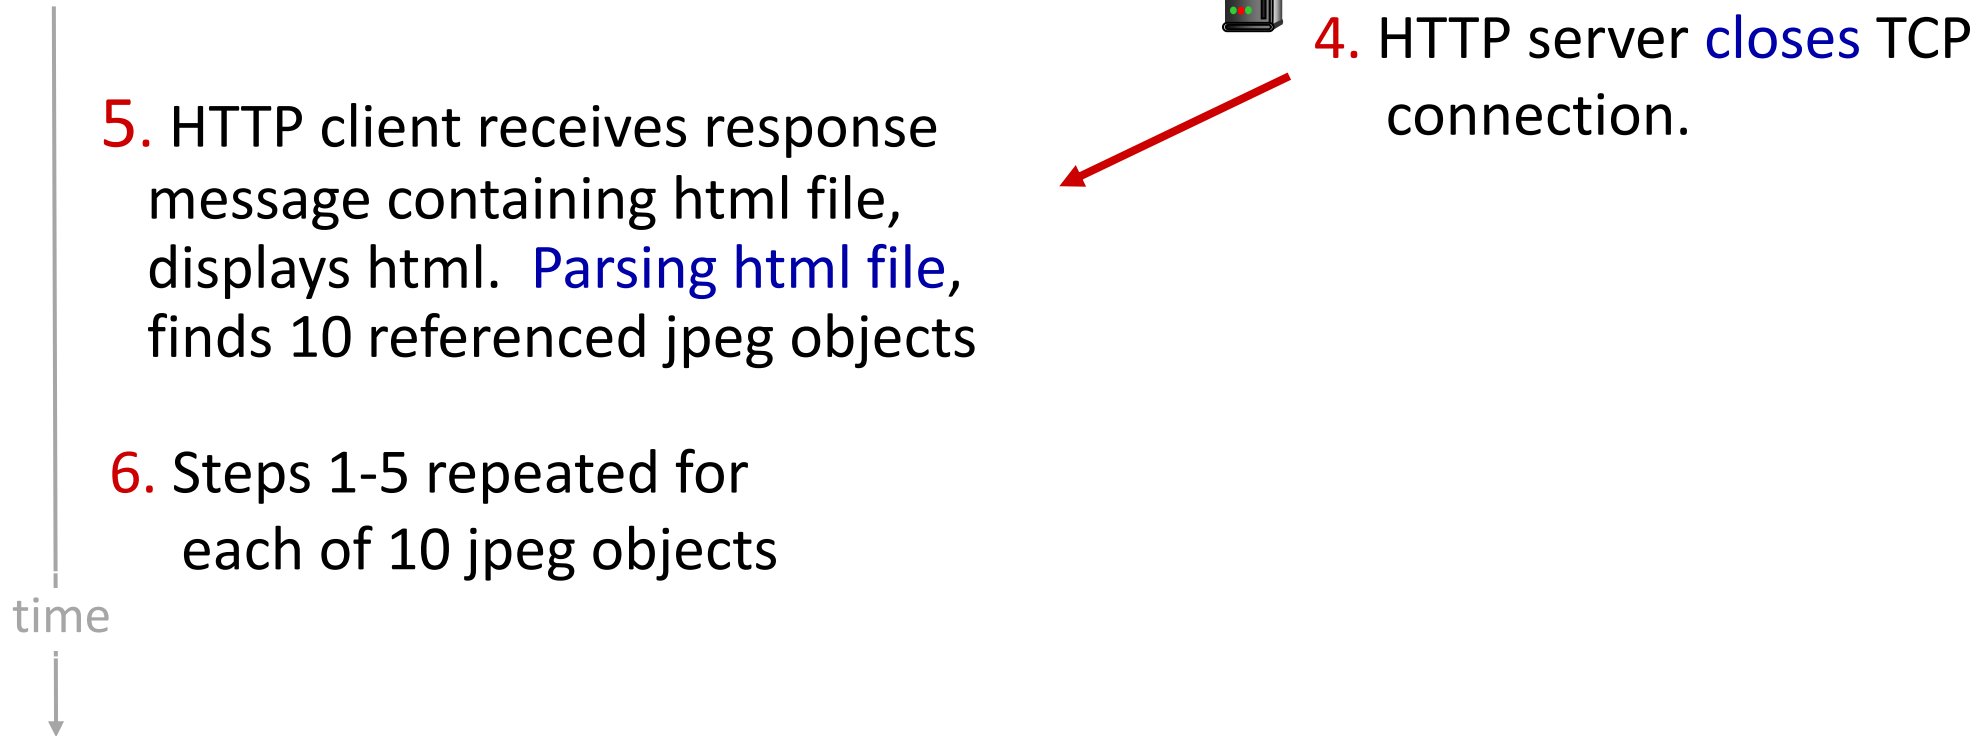 4. HTTP server closes TCP
connection.
5. HTTP client receives response
message containing html file,
displays html.  Parsing html file,
finds 10 referenced jpeg objects
6. Steps 1-5 repeated for
each of 10 jpeg objects
time